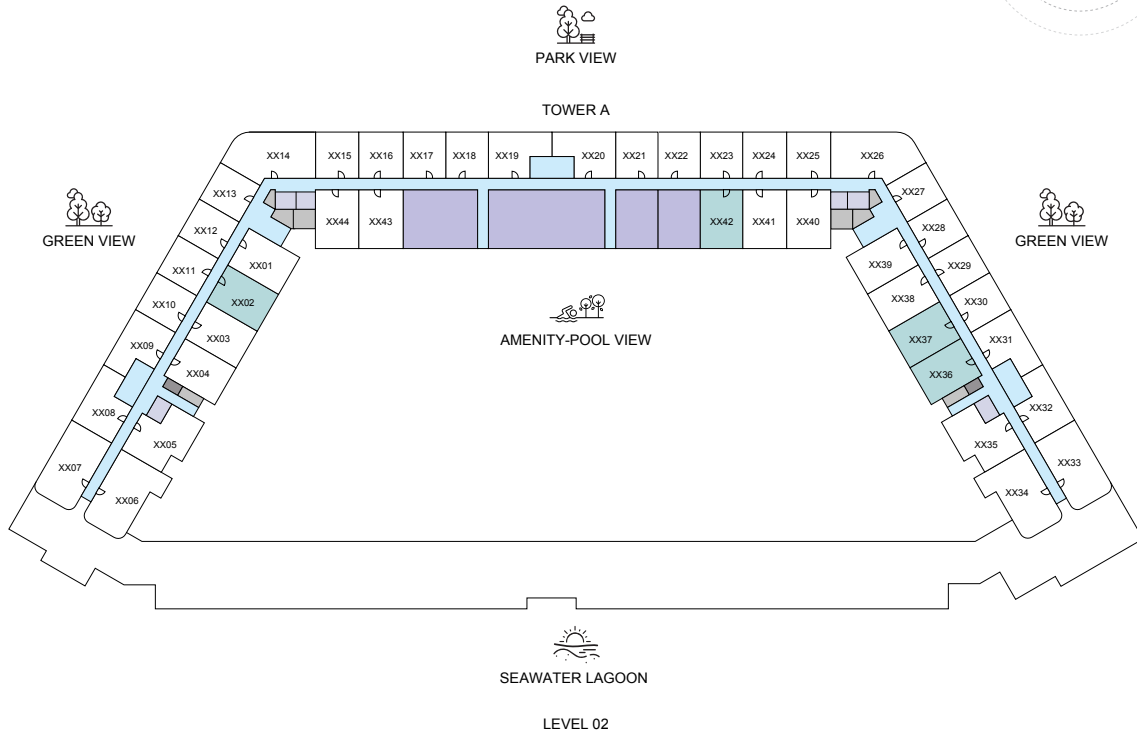 PARK VIEW
TOWER A
XX14
XX15
XX16
XX17
XX18
XX19
XX20
XX21
XX22
XX23
XX24
XX25
XX26
XX13
XX27
XX44
XX43
XX42
XX41
XX40
XX12
XX28
GREEN VIEW
GREEN VIEW
XX01
XX39
XX11
XX29
XX02
XX38
XX10
XX30
XX03
XX37
AMENITY-POOL VIEW
XX09
XX31
XX04
XX36
XX08
XX32
XX05
XX35
XX07
XX33
XX06
XX34
SEAWATER LAGOON
LEVEL 02